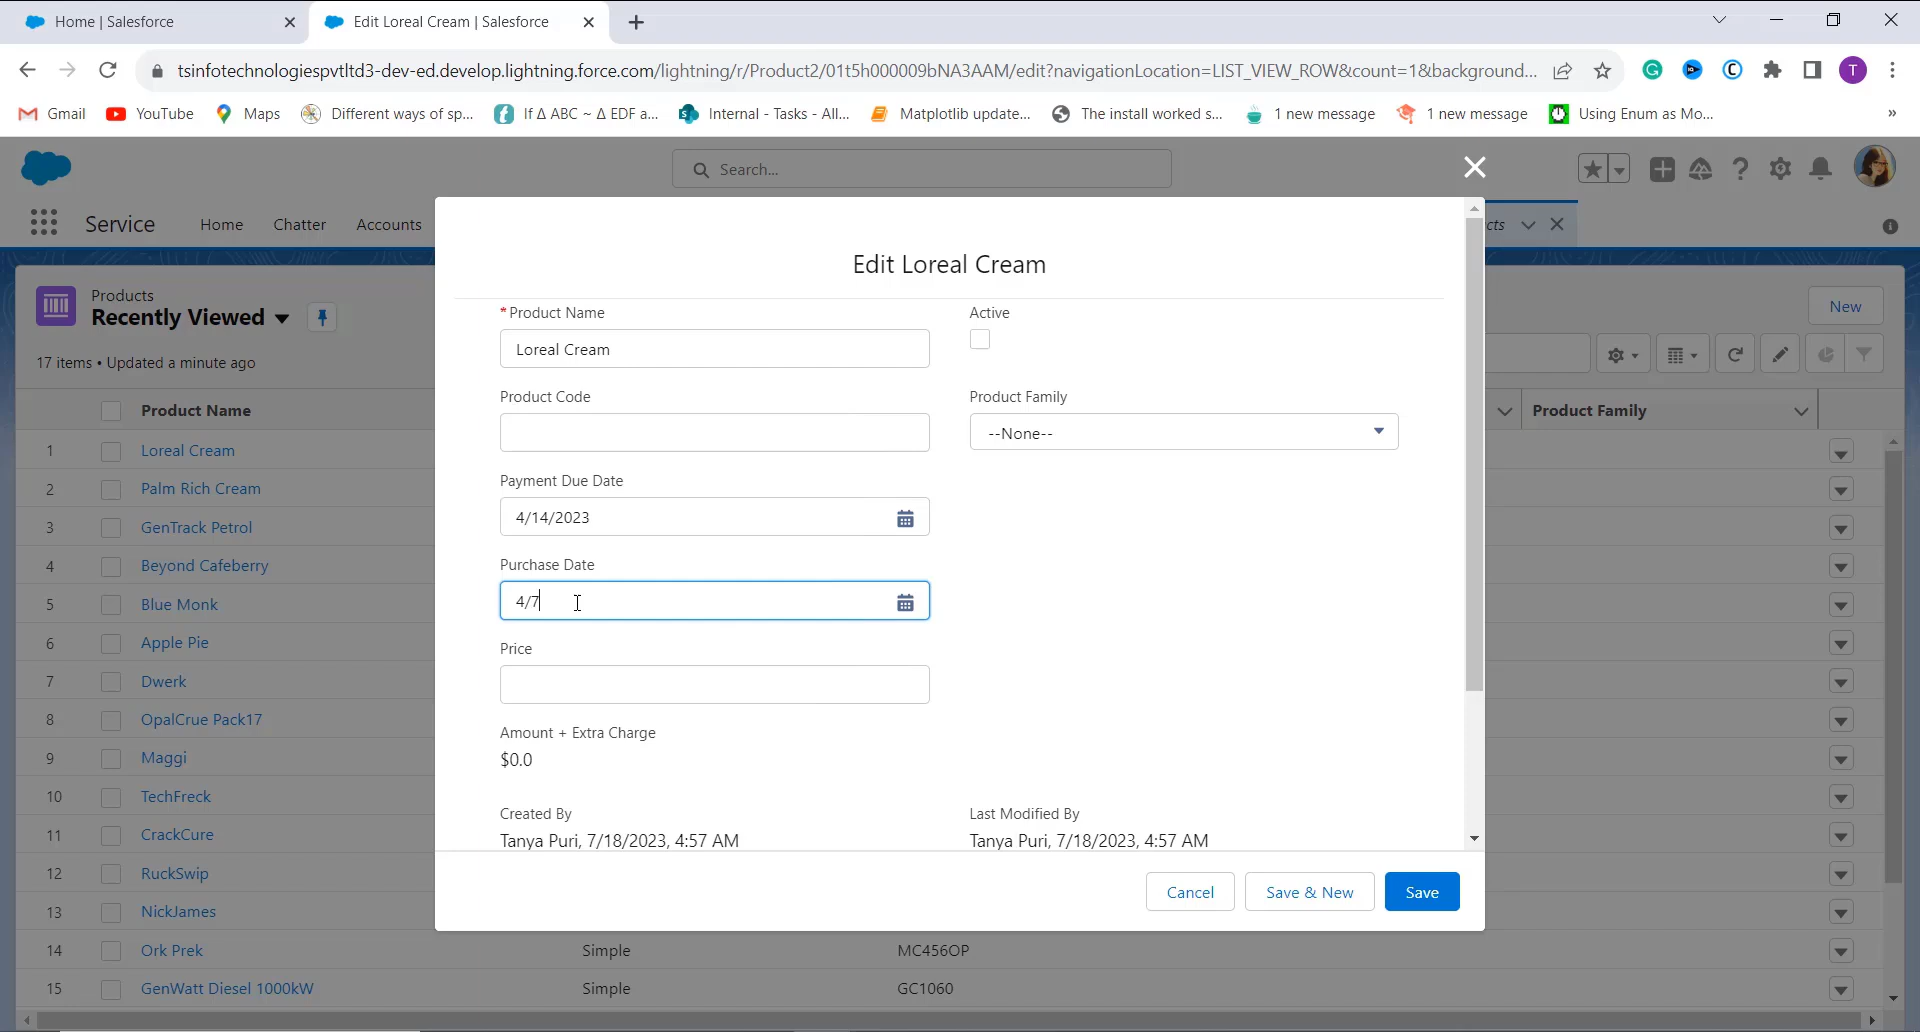 Home | Salesforce
Edit Loreal Cream | Salesforce
tsinfotechnologiespvtltd3-dev-ed.develop.lightning.force.com/lightning/r/Product2/01t5h000009bNA3AAM/edit?navigationLocation=LIST_VIEW_ROW&count=1&background...
T
Gmail
YouTube
Maps
Different ways of sp...
If Δ ABC ~ Δ EDF a...
Internal - Tasks - All...
Matplotlib update...
The install worked s...
1 new message
1 new message
Using Enum as Mo...
»
Search...
Service
Home
Chatter
Accounts
cts
Products
Recently Viewed
17 items • Updated a minute ago
New
Product Name
Product Family
1 Loreal Cream
2 Palm Rich Cream
3 GenTrack Petrol
4 Beyond Cafeberry
5 Blue Monk
6 Apple Pie
7 Dwerk
8 OpalCrue Pack17
9 Maggi
10 TechFreck
11 CrackCure
12 RuckSwip
13 NickJames
14 Ork Prek Simple MC456OP
15 GenWatt Diesel 1000kW Simple GC1060
Edit Loreal Cream
*Product Name
Loreal Cream
Active
Product Code
Product Family
--None--
Payment Due Date
4/14/2023
Purchase Date
4/7
Price
Amount + Extra Charge
$0.0
Created By
Tanya Puri, 7/18/2023, 4:57 AM
Last Modified By
Tanya Puri, 7/18/2023, 4:57 AM
Cancel
Save & New
Save